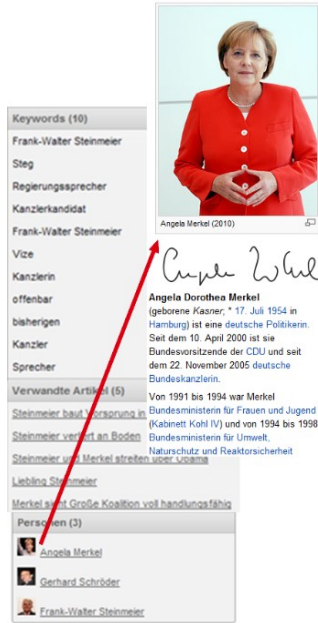 Keywords (10)
Frank-Walter Steinmeier
Steg
Regierungssprecher
Kanzlerkandidat
Frank-Walter Steinmeier
Vize
Kanzlerin
offenbar
bisherigen
Kanzler
Sprecher
Verwandte Artikel (5)
Steinmeier baut Vorsprung in
Steinmeier verliert an Boden
Steinmeier und Merkel streiten über Obama
Liebling Steinmeier
Merkel sieht Große Koalition voll handlungsfähig
Personen (3)
Angela Merkel
Gerhard Schröder
Frank-Walter Steinmeier
Angela Merkel (2010)
Angela Dorothea Merkel
(geborene Kasner; * 17. Juli 1954 in
Hamburg) ist eine deutsche Politikerin.
Seit dem 10. April 2000 ist sie
Bundesvorsitzende der CDU und seit
dem 22. November 2005 deutsche
Bundeskanzlerin.
Von 1991 bis 1994 war Merkel
Bundesministerin für Frauen und Jugend
(Kabinett Kohl IV) und von 1994 bis 1998
Bundesministerin für Umwelt,
Naturschutz und Reaktorsicherheit